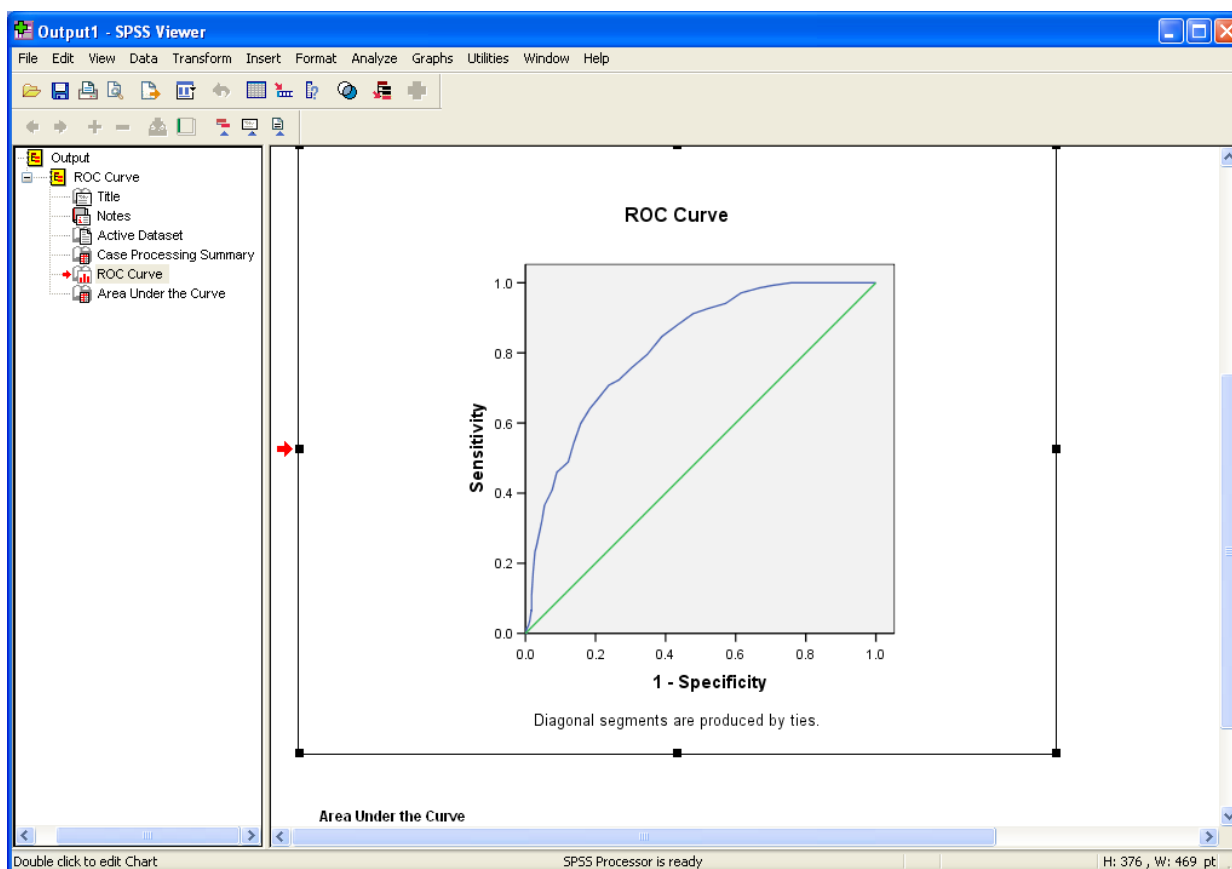 Output1 - SPSS Viewer
File Edit View Data Transform Insert Format Analyze Graphs Utilities Window Help
Output
ROC Curve
Title
Notes
Active Dataset
Case Processing Summary
ROC Curve
Area Under the Curve
ROC Curve
1.0
0.8
0.6
0.4
0.2
0.0
Sensitivity
0.0 0.2 0.4 0.6 0.8 1.0
1 - Specificity
Diagonal segments are produced by ties.
Area Under the Curve
Double click to edit Chart SPSS Processor is ready H: 376 , W: 469 pt